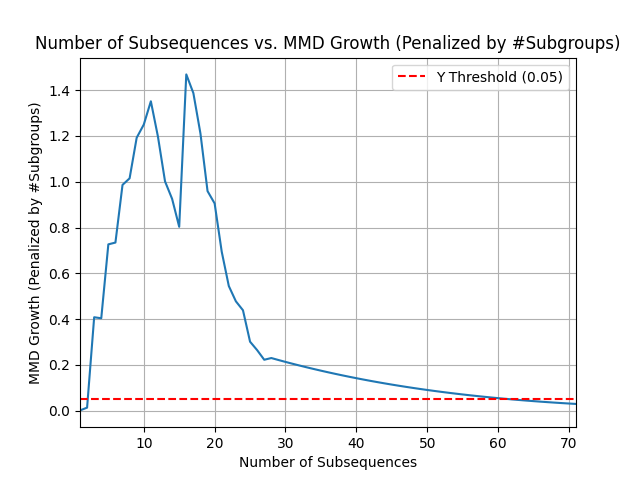 Number of Subsequences vs. MMD Growth (Penalized by #Subgroups)
Y Threshold (0.05)
MMD Growth (Penalized by #Subgroups)
1.4
1.2
1.0
0.8
0.6
0.4
0.2
0.0
10 20 30 40 50 60 70
Number of Subsequences